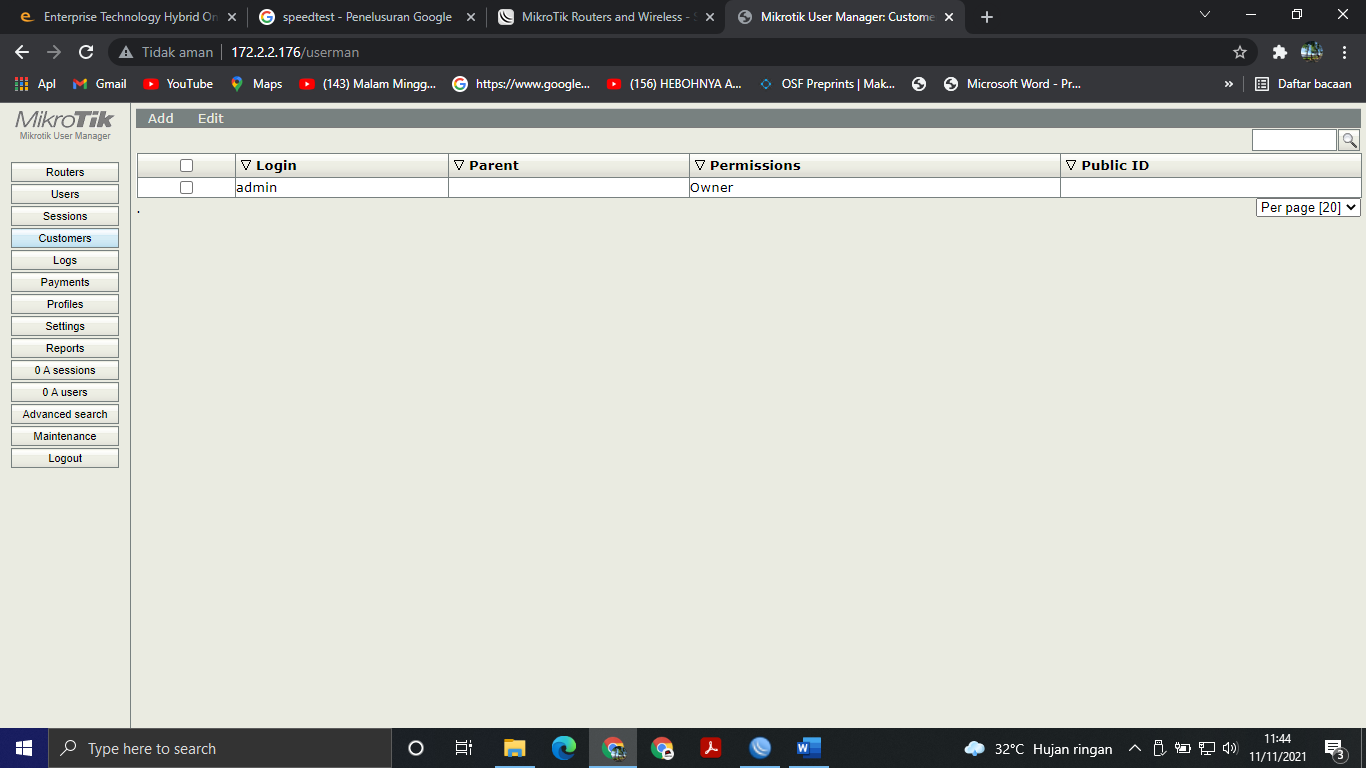 Enterprise Technology Hybrid On
speedtest - Penelusuran Google
MikroTik Routers and Wireless - S
Mikrotik User Manager: Custome
Tidak aman
172.2.2.176/userman
Apl
Gmail
YouTube
Maps
(143) Malam Mingg...
https://www.google...
(156) HEBOHNYA A...
OSF Preprints | Mak...
Microsoft Word - Pr...
»
Daftar bacaan
MikroTik
Mikrotik User Manager
Add Edit
Login Parent Permissions Public ID
admin Owner
.
Per page [20]
Routers
Users
Sessions
Customers
Logs
Payments
Profiles
Settings
Reports
0 A sessions
0 A users
Advanced search
Maintenance
Logout
Type here to search
32°C Hujan ringan
11:44
11/11/2021
3